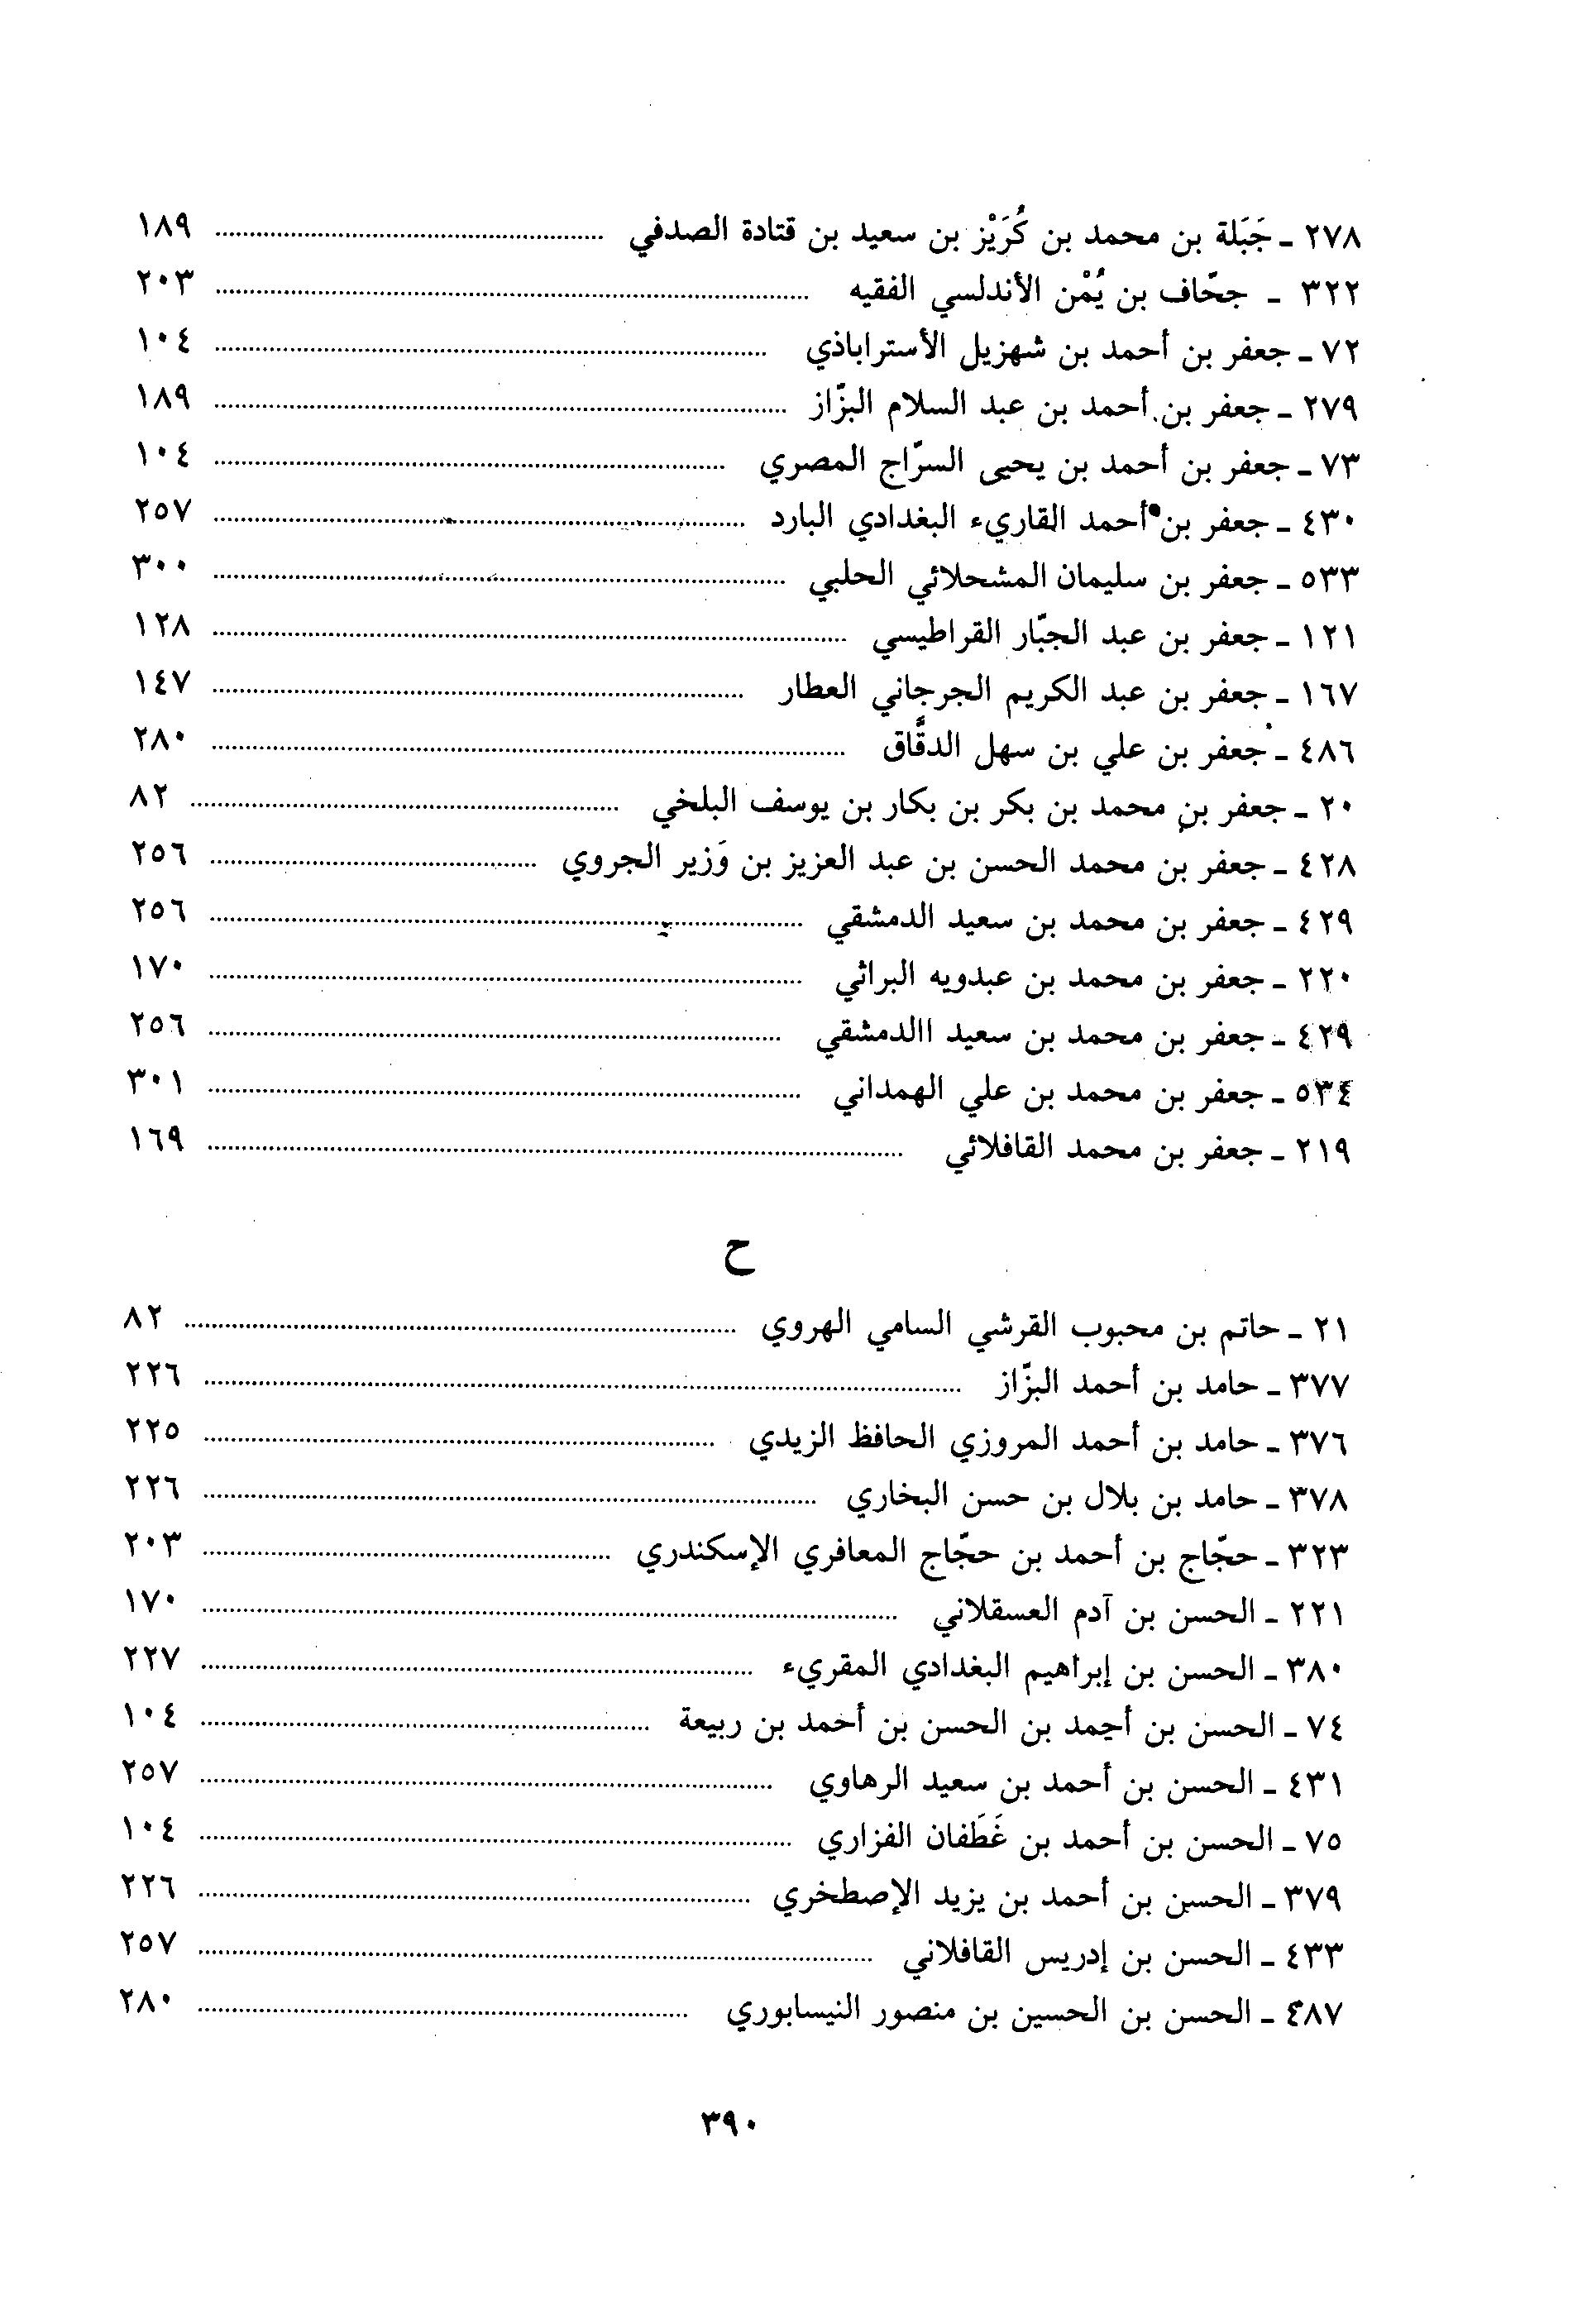 ٢٧٨ - جَبَلة بن محمد بن كُرَيْز بن سعيد بن قتادة الصدفي ........ ١٨٩
٣٢٢ - جحّاف بن يُمْن الأندلسي الفقيه ........ ٢٠٣
٧٢ - جعفر بن أحمد بن شهزيل الأستراباذي ........ ١٠٤
٢٧٩ - جعفر بن أحمد بن عبد السلام البزّاز ........ ١٨٩
٧٣ - جعفر بن أحمد بن يحيى السرّاج المصري ........ ١٠٤
٤٣٠ - جعفر بن أحمد القاريء البغدادي البارد ........ ٢٥٧
٥٣٣ - جعفر بن سليمان المشحلائي الحلبي ........ ٣٠٠
١٢١ - جعفر بن عبد الجبّار القراطيسي ........ ١٢٨
١٦٧ - جعفر بن عبد الكريم الجرجاني العطار ........ ١٤٧
٤٨٦ - جعفر بن علي بن سهل الدقَّاق ........ ٢٨٠
٢٠ - جعفر بن محمد بن بكر بن بكار بن يوسف البلخي ........ ٨٢
٤٢٨ - جعفر بن محمد الحسن بن عبد العزيز بن وَزير الجروي ........ ٢٥٦
٤٢٩ - جعفر بن محمد بن سعيد الدمشقي ........ ٢٥٦
٢٢٠ - جعفر بن محمد بن عبدويه البراثي ........ ١٧٠
٤٢٩ - جعفر بن محمد بن سعيد االدمشقي ........ ٢٥٦
٥٣٤ - جعفر بن محمد بن علي الهمداني ........ ٣٠١
٢١٩ - جعفر بن محمد القافلائي ........ ١٦٩
ح
٢١ - حاتم بن محبوب القرشي السامي الهروي ........ ٨٢
٣٧٧ - حامد بن أحمد البزّاز ........ ٢٢٦
٣٧٦ - حامد بن أحمد المروزي الحافظ الزيدي ........ ٢٢٥
٣٧٨ - حامد بن بلال بن حسن البخاري ........ ٢٢٦
٣٢٣ - حجّاج بن أحمد بن حجّاج المعافري الإسكندري ........ ٢٠٣
٢٢١ - الحسن بن آدم العسقلاني ........ ١٧٠
٣٨٠ - الحسن بن إبراهيم البغدادي المقريء ........ ٢٢٧
٧٤ - الحسن بن أحمد بن الحسن بن أحمد بن ربيعة ........ ١٠٤
٤٣١ - الحسن بن أحمد بن سعيد الرهاوي ........ ٢٥٧
٧٥ - الحسن بن أحمد بن غَطَفان الفزاري ........ ١٠٤
٣٧٩ - الحسن بن أحمد بن يزيد الإصطخري ........ ٢٢٦
٤٣٣ - الحسن بن إدريس القافلاني ........ ٢٥٧
٤٨٧ - الحسن بن الحسين بن منصور النيسابوري ........ ٢٨٠
٣٩٠